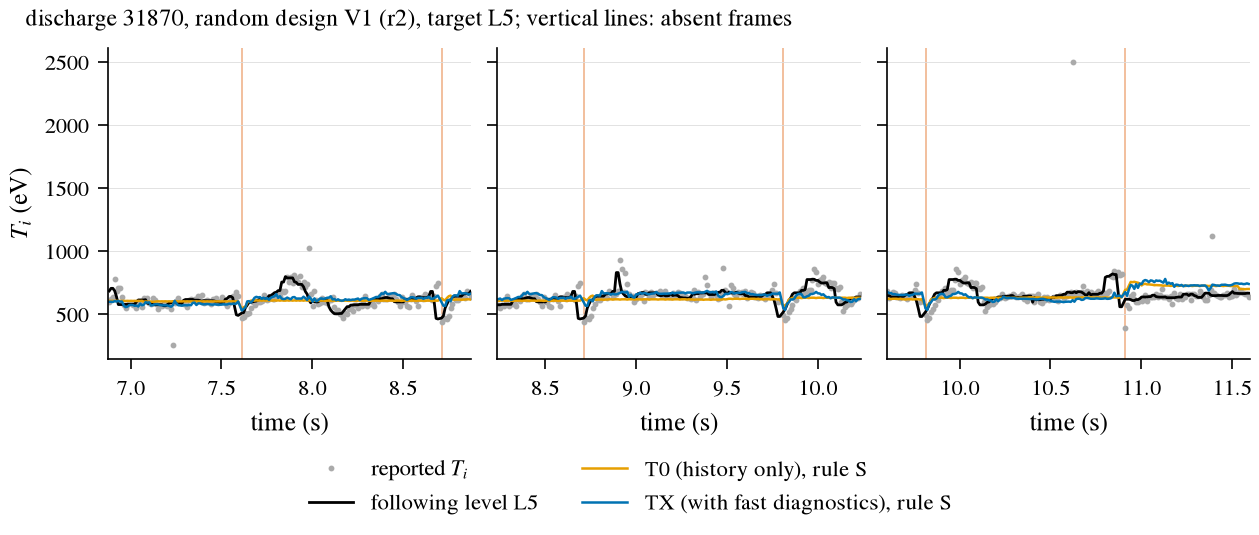 discharge 31870, random design V1 (r2), target L5; vertical lines: absent frames
2500
2000
1500
1000
500
T_i (eV)
7.0 7.5 8.0 8.5
8.5 9.0 9.5 10.0
10.0 10.5 11.0 11.5
time (s) time (s) time (s)
reported T_i
following level L5
T0 (history only), rule S
TX (with fast diagnostics), rule S